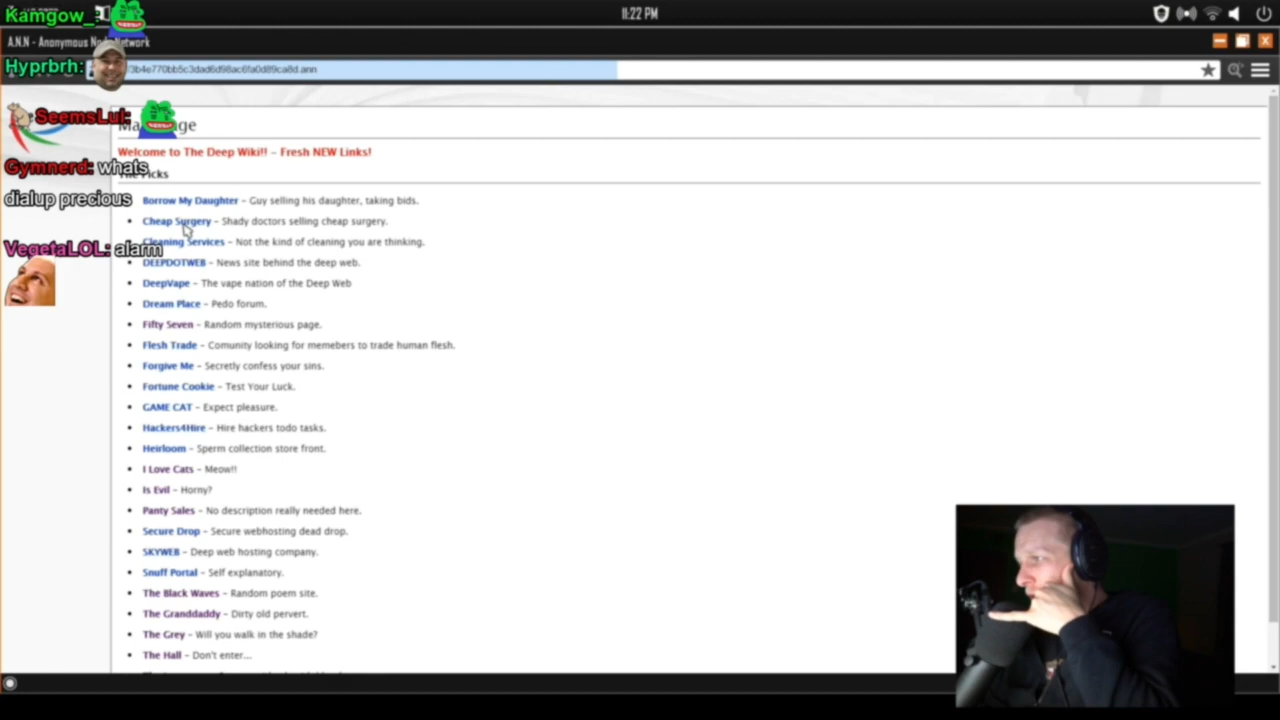 Kamgow_:
11:22 PM
A.N.N - Anonymous Network
Hyprbrh:
3b4e770bb5c3dad6d98ac6fa0d89ca8d.ann
SeemsLul:
Welcome to The Deep Wiki!! – Fresh NEW Links!
Gymnerd: whats
dialup precious
Picks
Borrow My Daughter – Guy selling his daughter, taking bids.
Cheap Surgery – Shady doctors selling cheap surgery.
VegetaLOL: alarm
Cleaning Services – Not the kind of cleaning you are thinking.
DEEPDOTWEB – News site behind the deep web.
DeepVape – The vape nation of the Deep Web
Dream Place – Pedo forum.
Fifty Seven – Random mysterious page.
Flesh Trade – Comunity looking for memebers to trade human flesh.
Forgive Me – Secretly confess your sins.
Fortune Cookie – Test Your Luck.
GAME CAT – Expect pleasure.
Hackers4Hire – Hire hackers todo tasks.
Heirloom – Sperm collection store front.
I Love Cats – Meow!!
Is Evil – Horny?
Panty Sales – No description really needed here.
Secure Drop – Secure webhosting dead drop.
SKYWEB – Deep web hosting company.
Snuff Portal – Self explanatory.
The Black Waves – Random poem site.
The Granddaddy – Dirty old pervert.
The Grey – Will you walk in the shade?
The Hall – Don't enter...